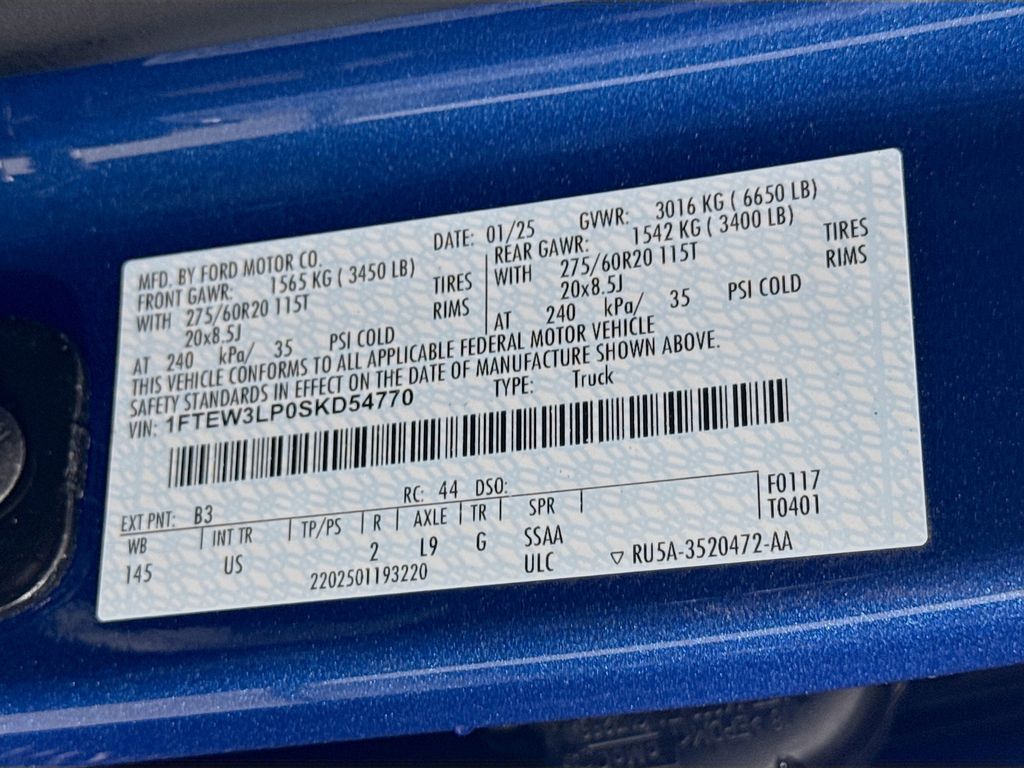 MFD. BY FORD MOTOR CO.
DATE: 01/25 GVWR: 3016 KG ( 6650 LB)
FRONT GAWR: 1565 KG ( 3450 LB)
WITH 275/60R20 115T TIRES
20x8.5J RIMS
AT 240 kPa/ 35 PSI COLD
REAR GAWR: 1542 KG ( 3400 LB)
WITH 275/60R20 115T TIRES
20x8.5J RIMS
AT 240 kPa/ 35 PSI COLD
THIS VEHICLE CONFORMS TO ALL APPLICABLE FEDERAL MOTOR VEHICLE
SAFETY STANDARDS IN EFFECT ON THE DATE OF MANUFACTURE SHOWN ABOVE.
VIN: 1FTEW3LP0SKD54770 TYPE: Truck
EXT PNT: B3 RC: 44 DSO: F0117
WB INT TR TP/PS R AXLE TR SPR T0401
145 US 2 L9 G SSAA
2202501193220 ULC RU5A-3520472-AA